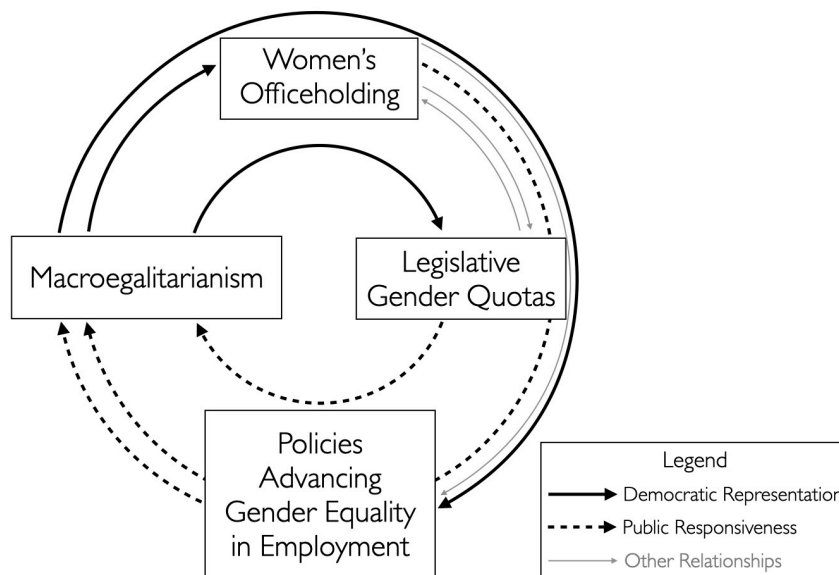 Women's
Officeholding
Macroegalitarianism
Legislative
Gender Quotas
Policies
Advancing
Gender Equality
in Employment
Legend
Democratic Representation
Public Responsiveness
Other Relationships